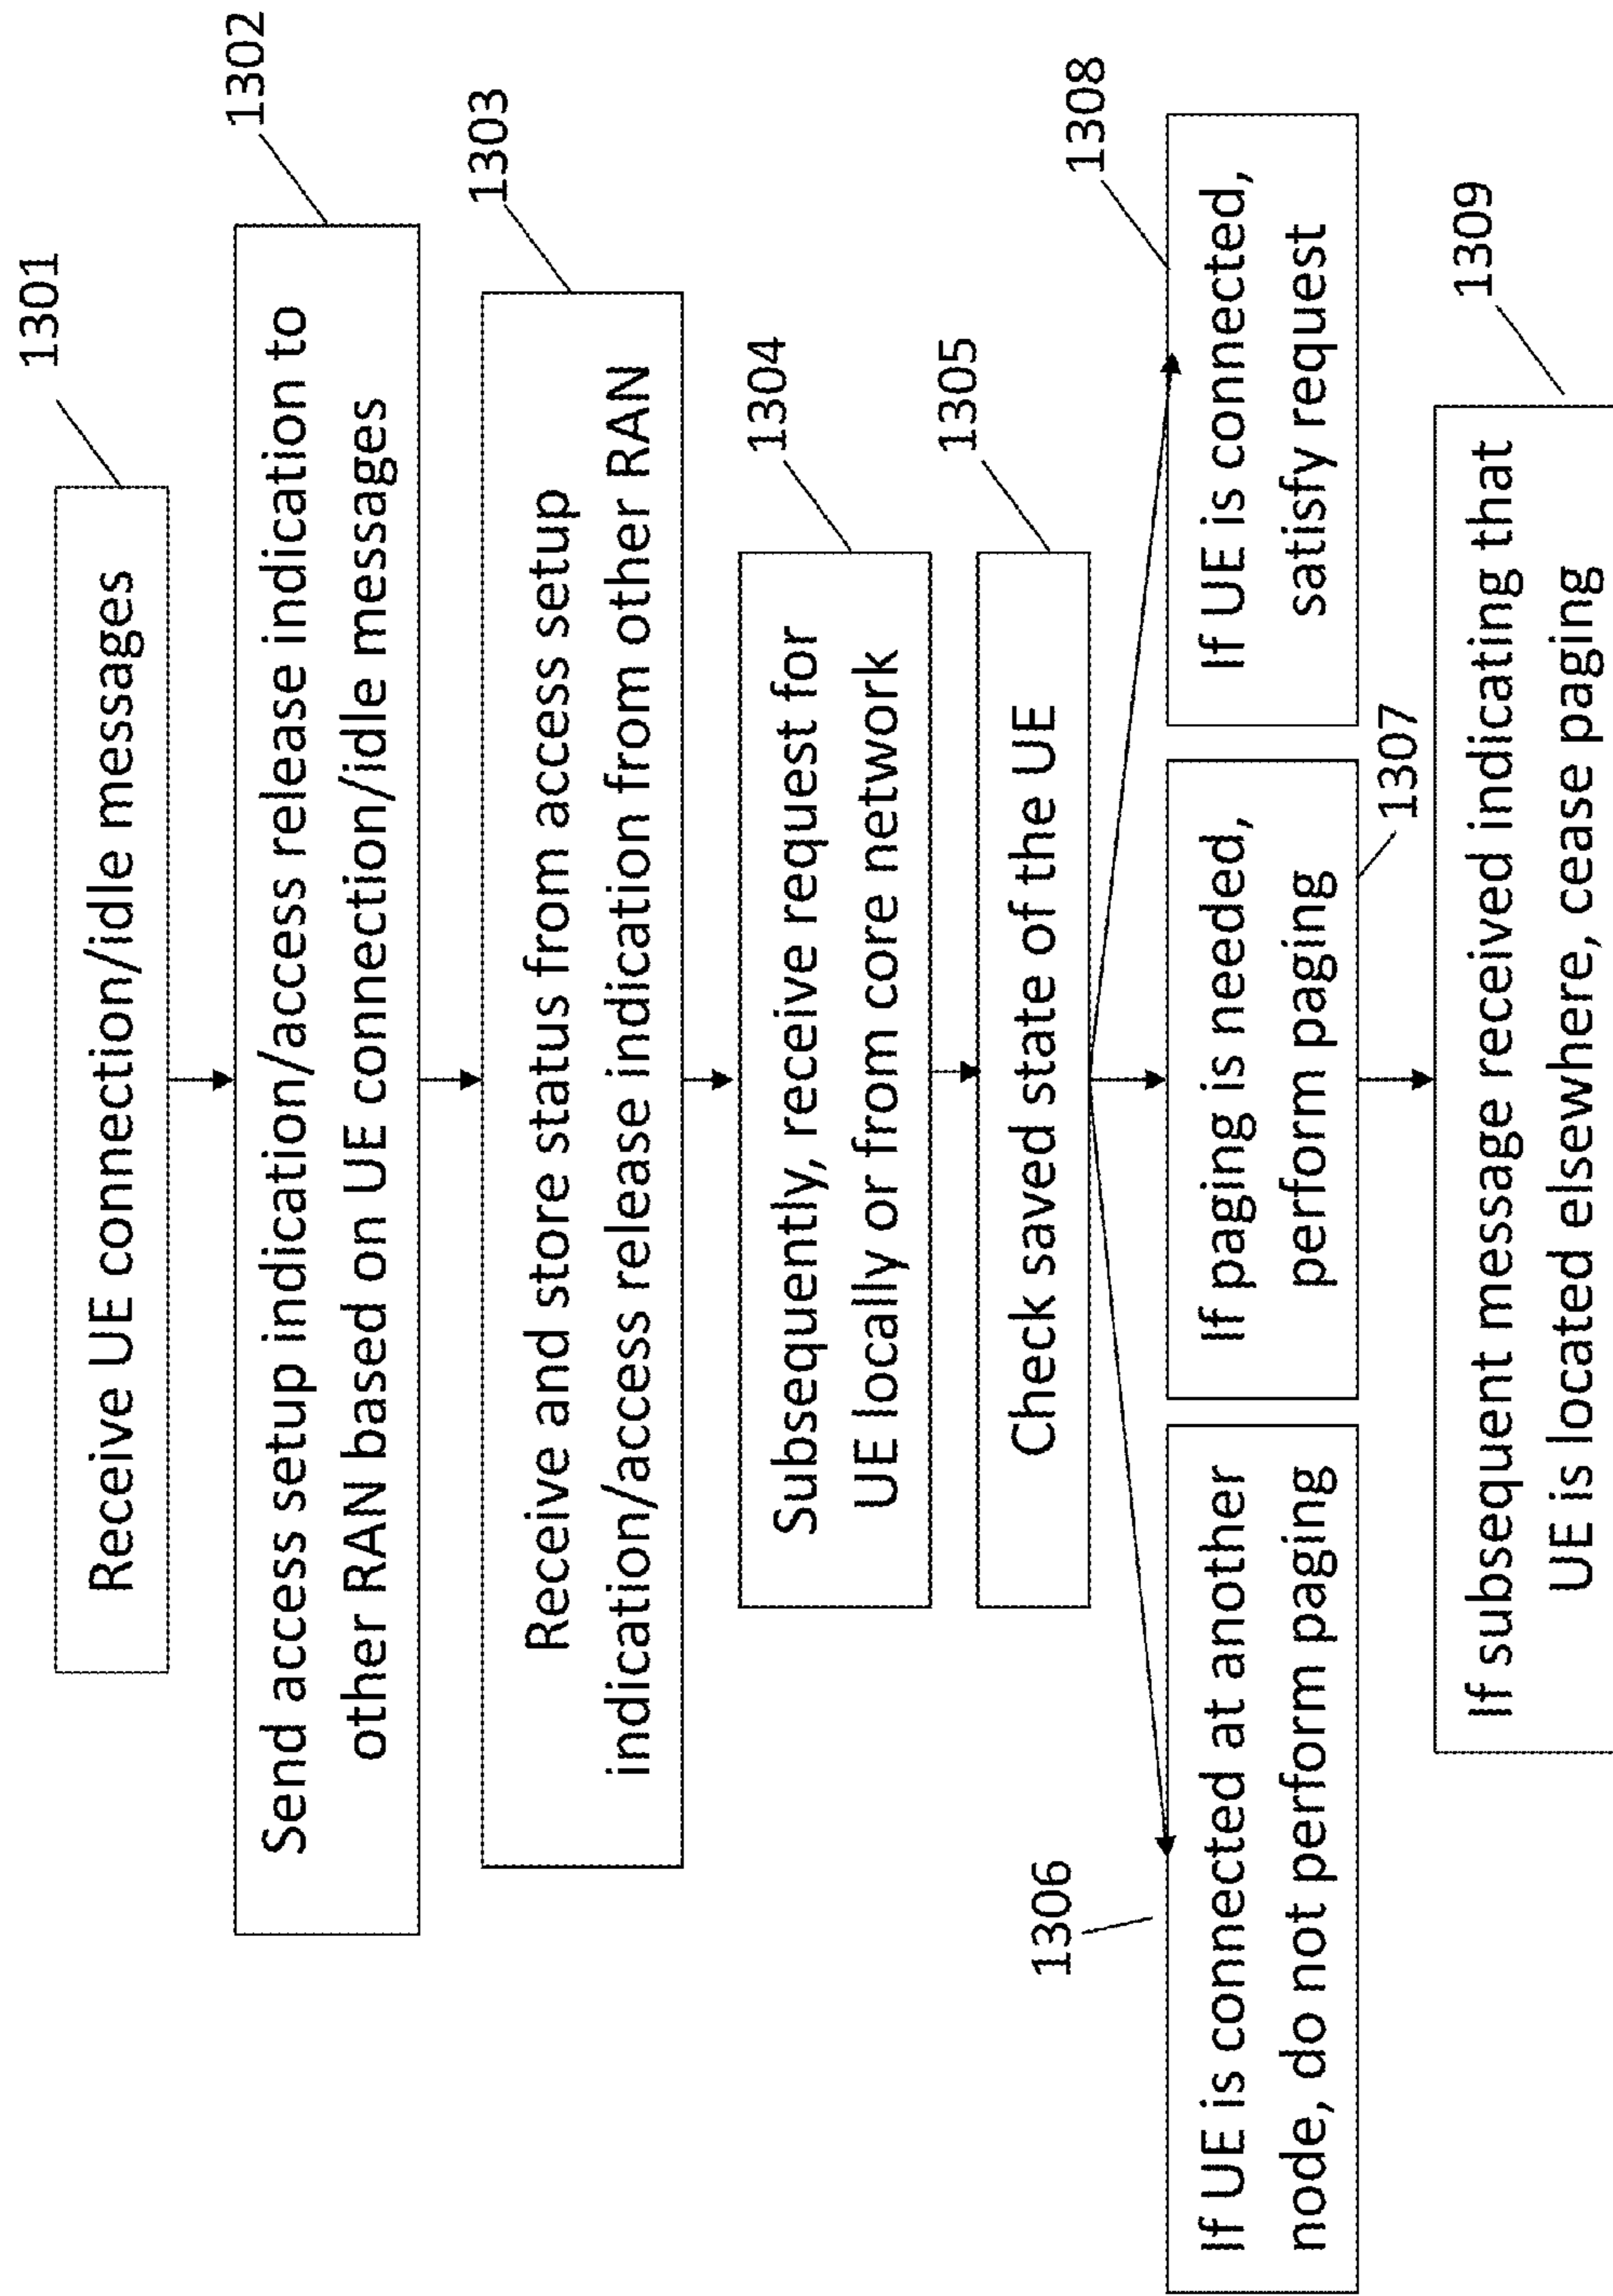 Receive UE connection/idle messages
1301
Send access setup indication/access release indication to
other RAN based on UE connection/idle messages
1302
Receive and store status from access setup
indication/access release indication from other RAN
1303
Subsequently, receive request for
UE locally or from core network
1304
Check saved state of the UE
1305
1306
If UE is connected at another
node, do not perform paging
If paging is needed,
perform paging
1307
If UE is connected,
satisfy request
1308
If subsequent message received indicating that
UE is located elsewhere, cease paging
1309